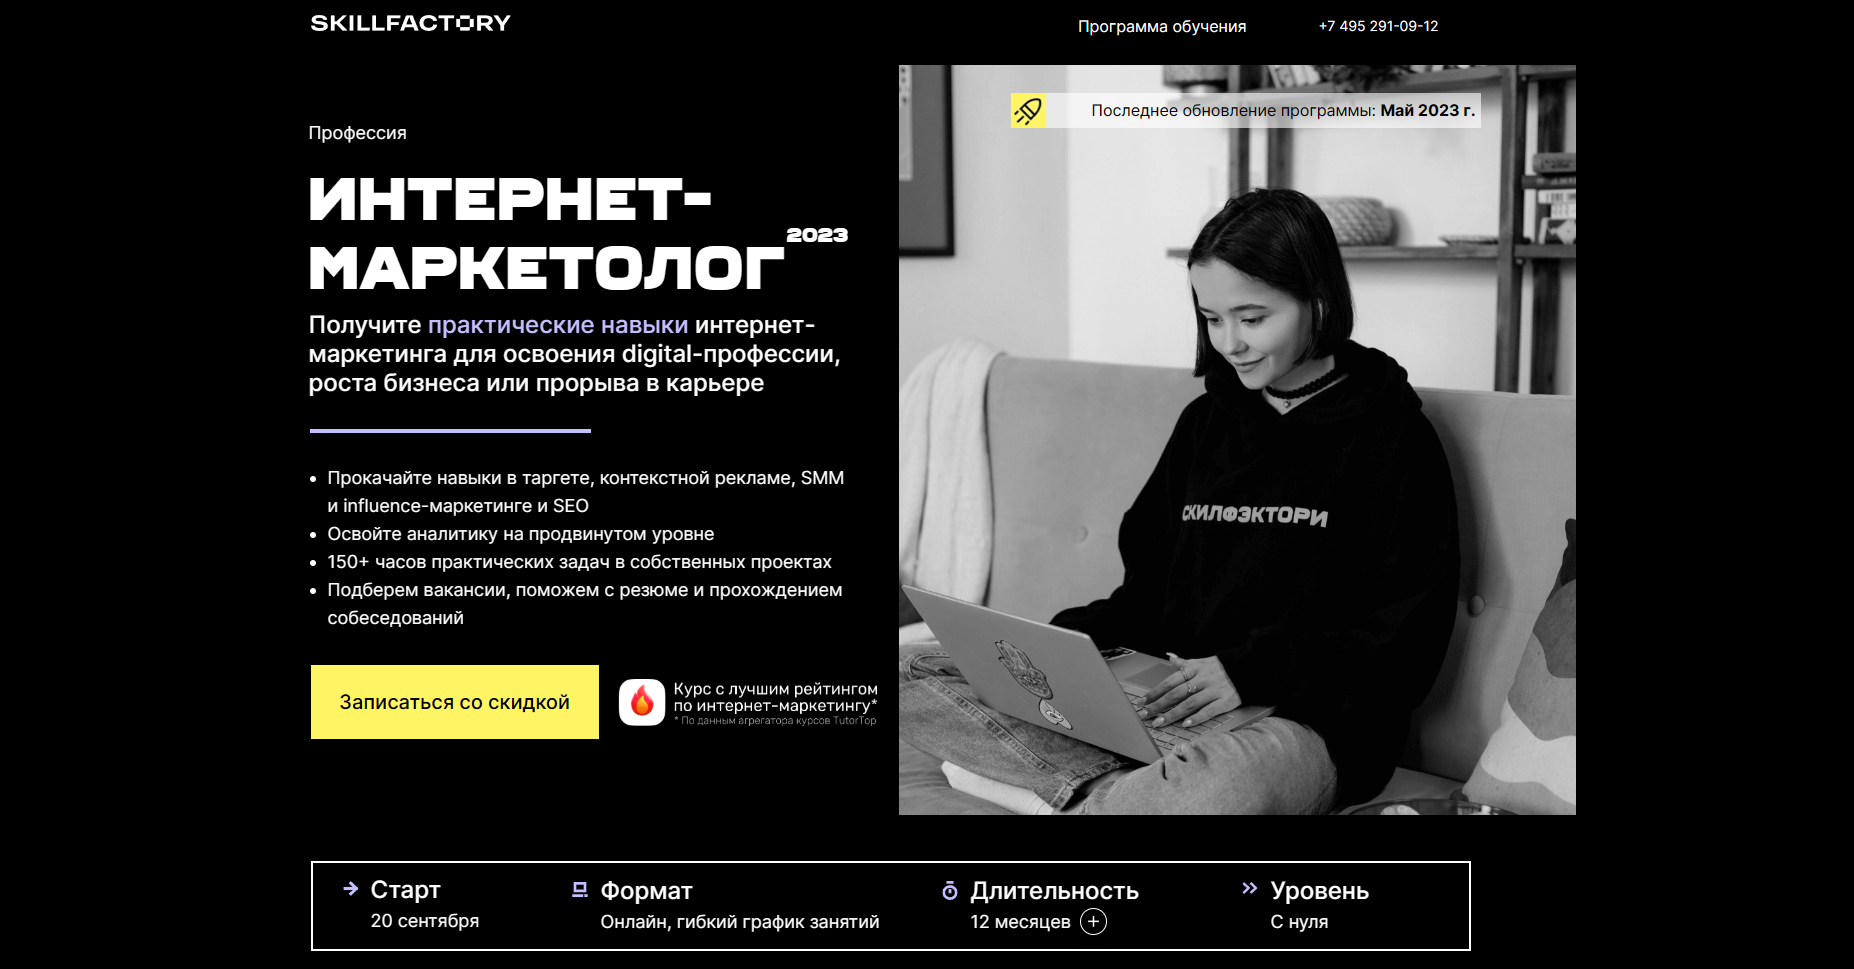 SKILLFACTORY
Программа обучения
+7 495 291-09-12
Последнее обновление программы: Май 2023 г.
Профессия
ИНТЕРНЕТ-
МАРКЕТОЛОГ 2023
Получите практические навыки интернет-
маркетинга для освоения digital-профессии,
роста бизнеса или прорыва в карьере
• Прокачайте навыки в таргете, контекстной рекламе, SMM
и influence-маркетинге и SEO
• Освойте аналитику на продвинутом уровне
• 150+ часов практических задач в собственных проектах
• Подберем вакансии, поможем с резюме и прохождением
собеседований
СКИЛФЭКТОРИ
Записаться со скидкой
Курс с лучшим рейтингом
по интернет-маркетингу*
* По данным агрегатора курсов TutorTop
Старт
20 сентября
Формат
Онлайн, гибкий график занятий
Длительность
12 месяцев
Уровень
С нуля